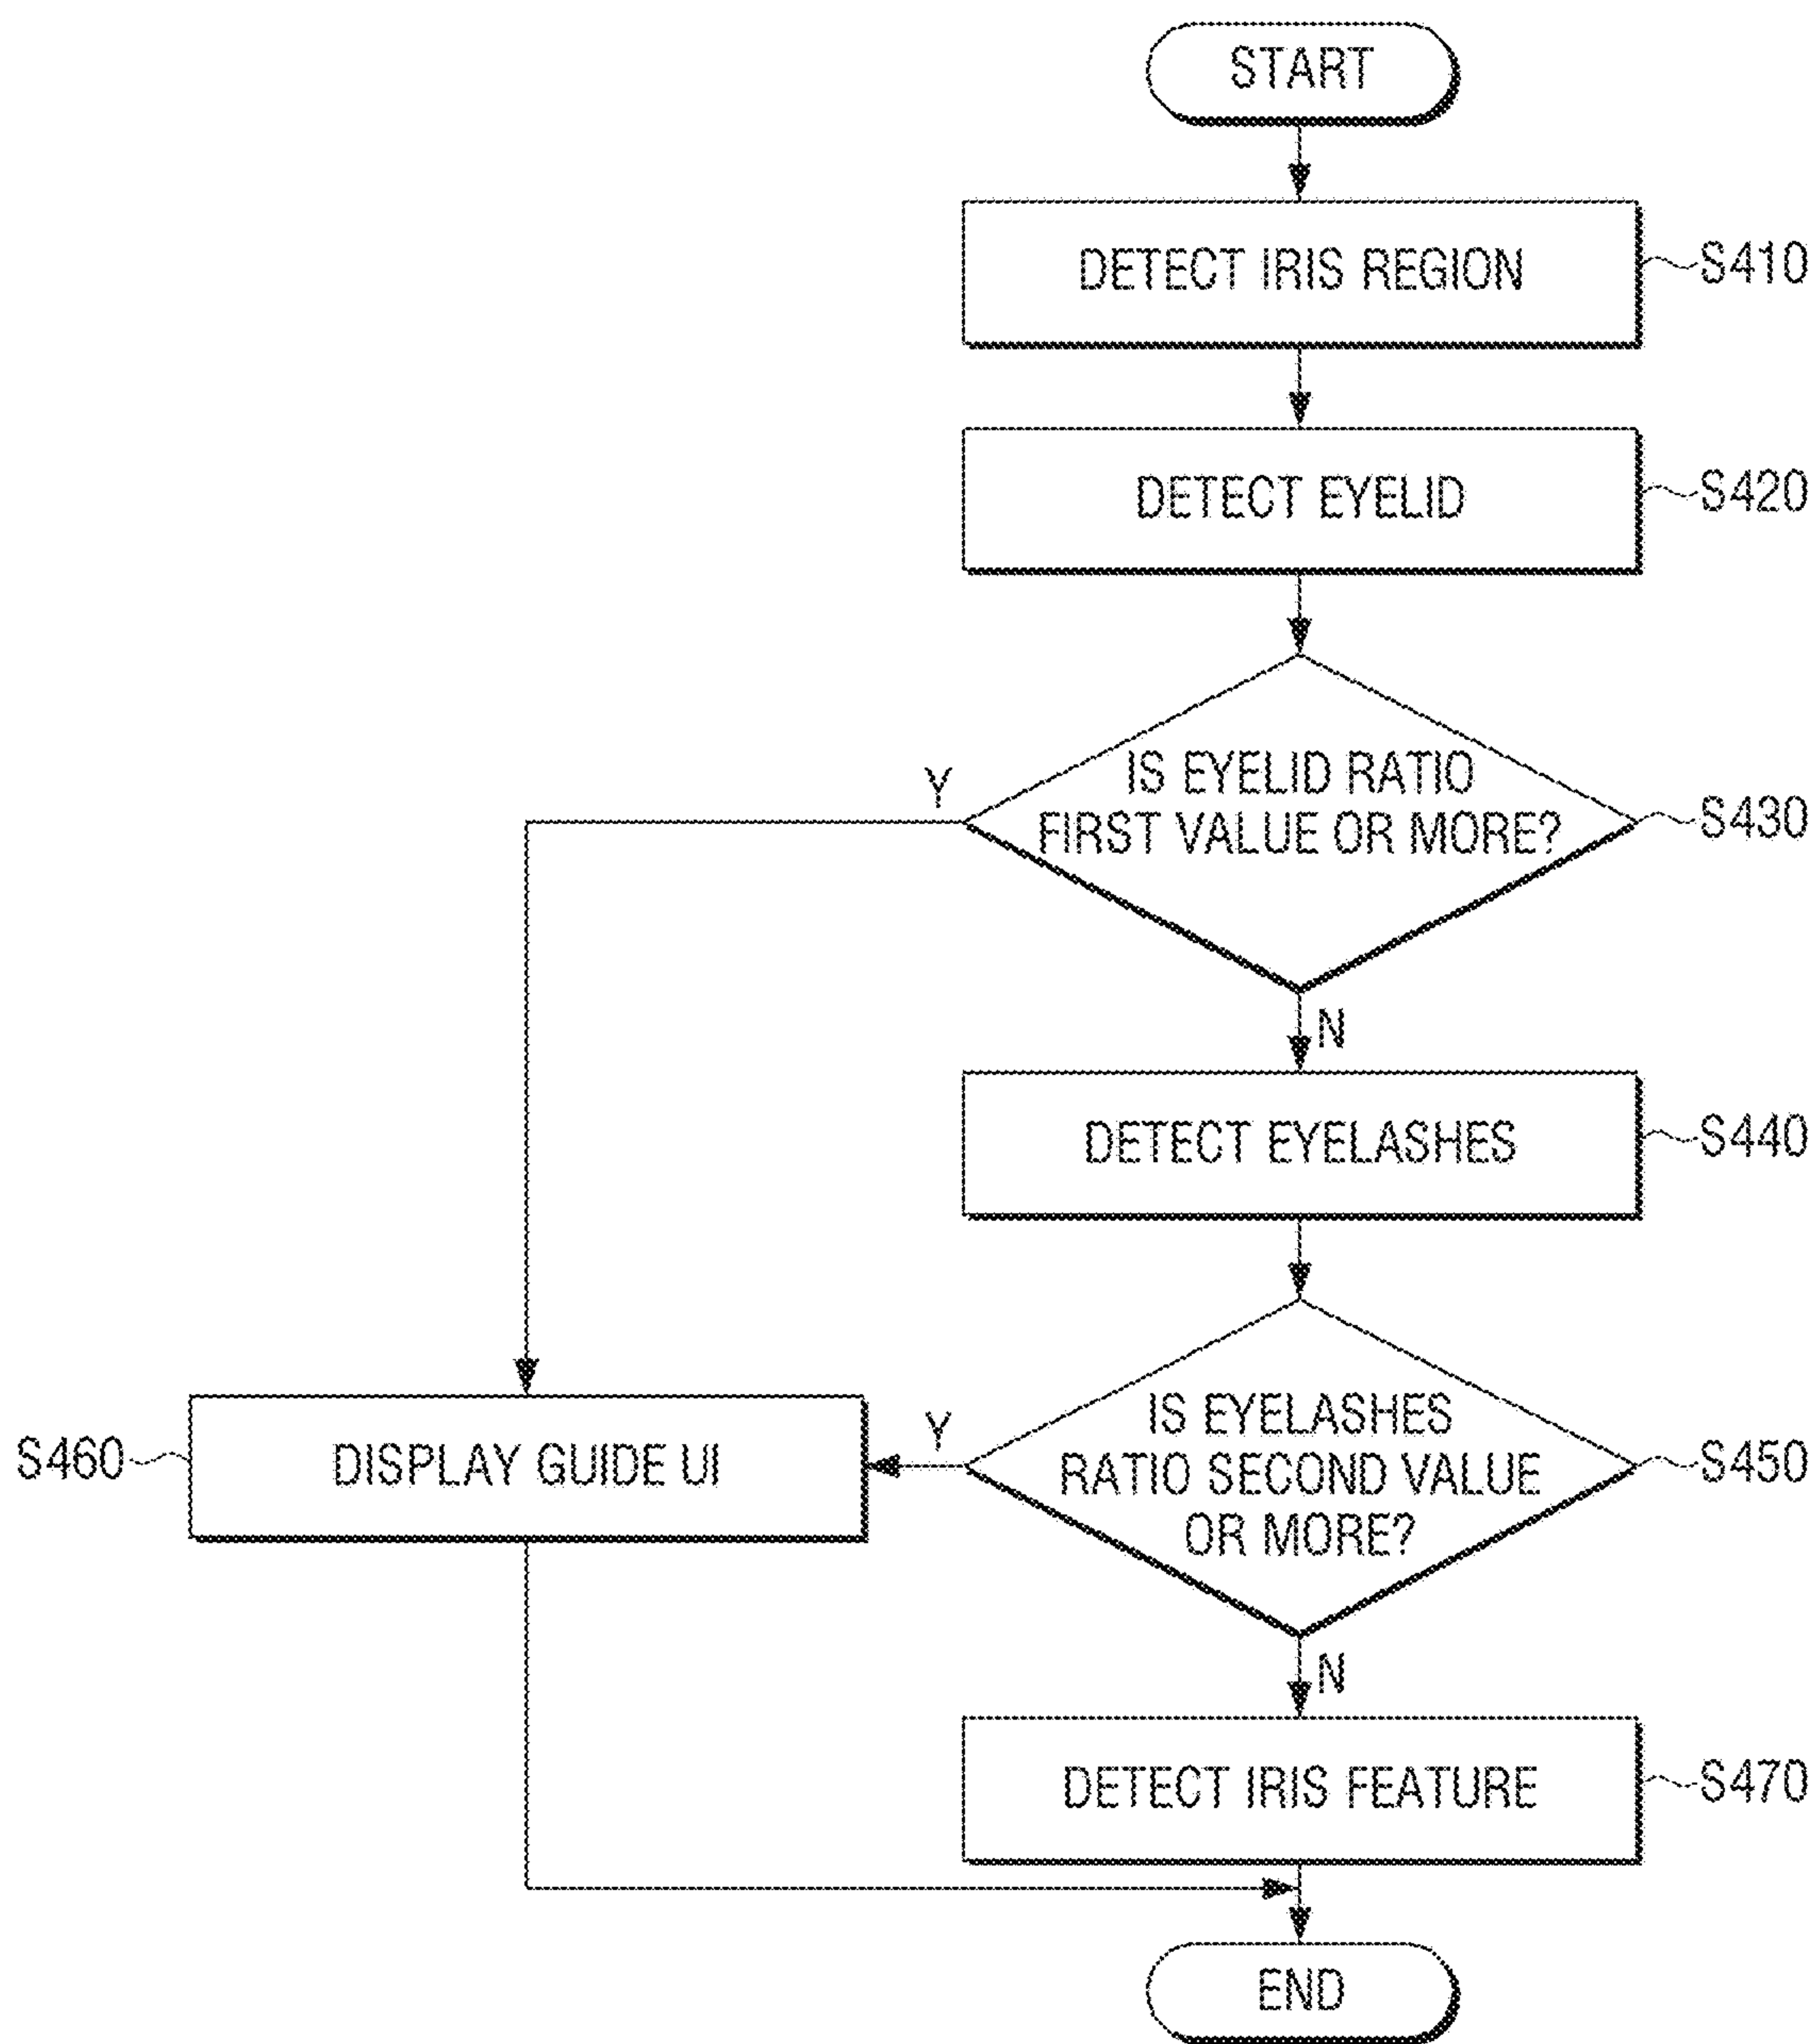 START
DETECT IRIS REGION
S410
DETECT EYELID
S420
IS EYELID RATIO
FIRST VALUE OR MORE?
S430
Y
N
DETECT EYELASHES
S440
IS EYELASHES
RATIO SECOND VALUE
OR MORE?
S450
Y
S460
DISPLAY GUIDE UI
N
DETECT IRIS FEATURE
S470
END